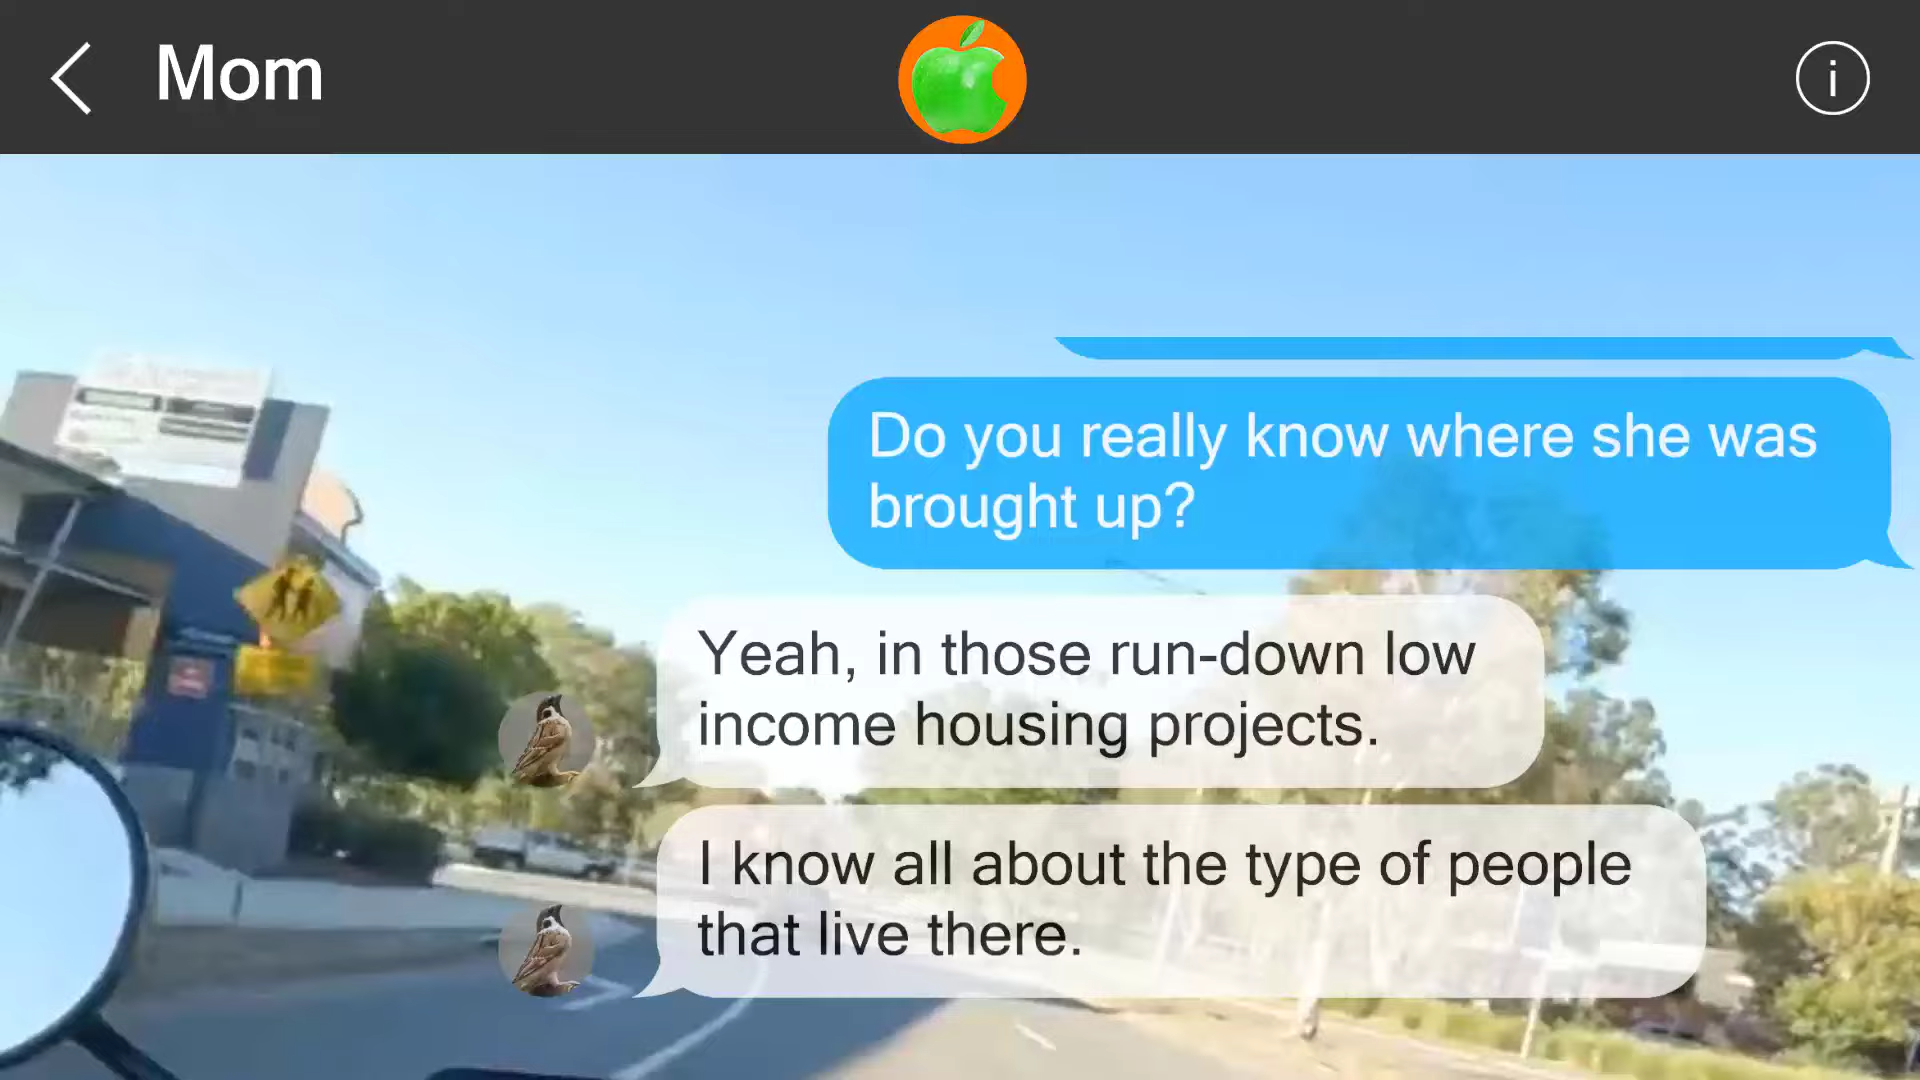 Mom
i
Do you really know where she was
brought up?
Yeah, in those run-down low
income housing projects.
I know all about the type of people
that live there.